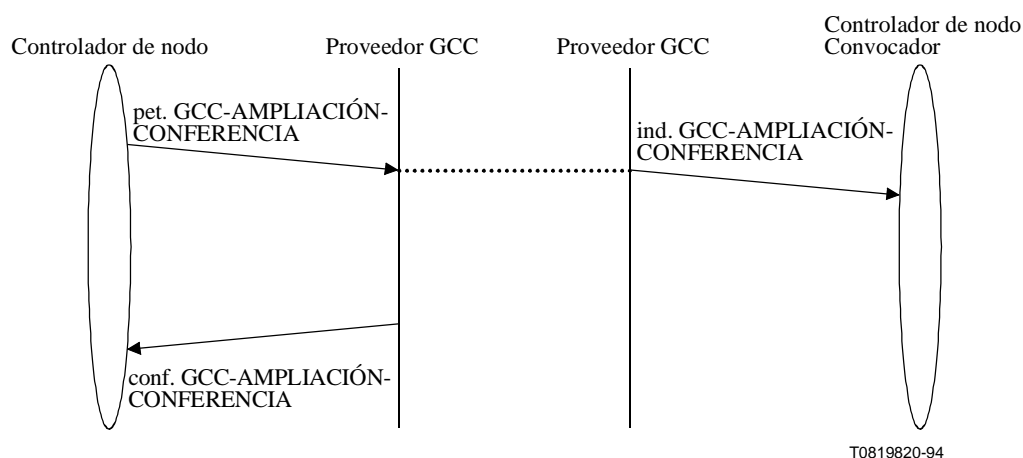 Controlador de nodo
Proveedor GCC
Proveedor GCC
Controlador de nodo
Convocador
pet. GCC-AMPLIACIÓN-
CONFERENCIA
ind. GCC-AMPLIACIÓN-
CONFERENCIA
conf. GCC-AMPLIACIÓN-
CONFERENCIA
T0819820-94